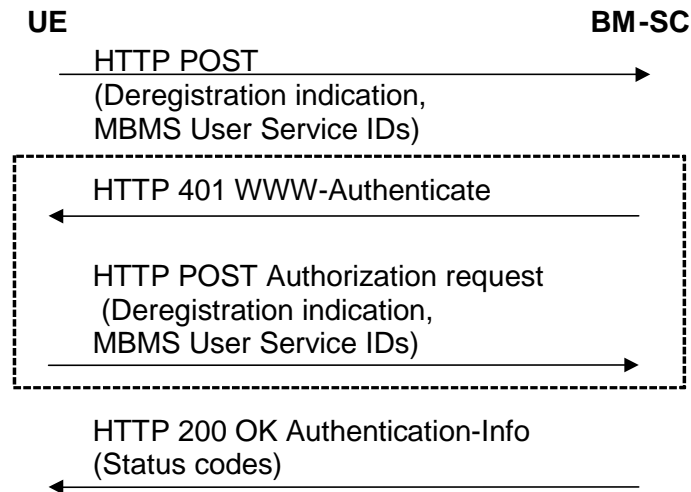 UE BM-SC
HTTP POST
(Deregistration indication,
MBMS User Service IDs)
HTTP 401 WWW-Authenticate
HTTP POST Authorization request
(Deregistration indication,
MBMS User Service IDs)
HTTP 200 OK Authentication-Info
(Status codes)